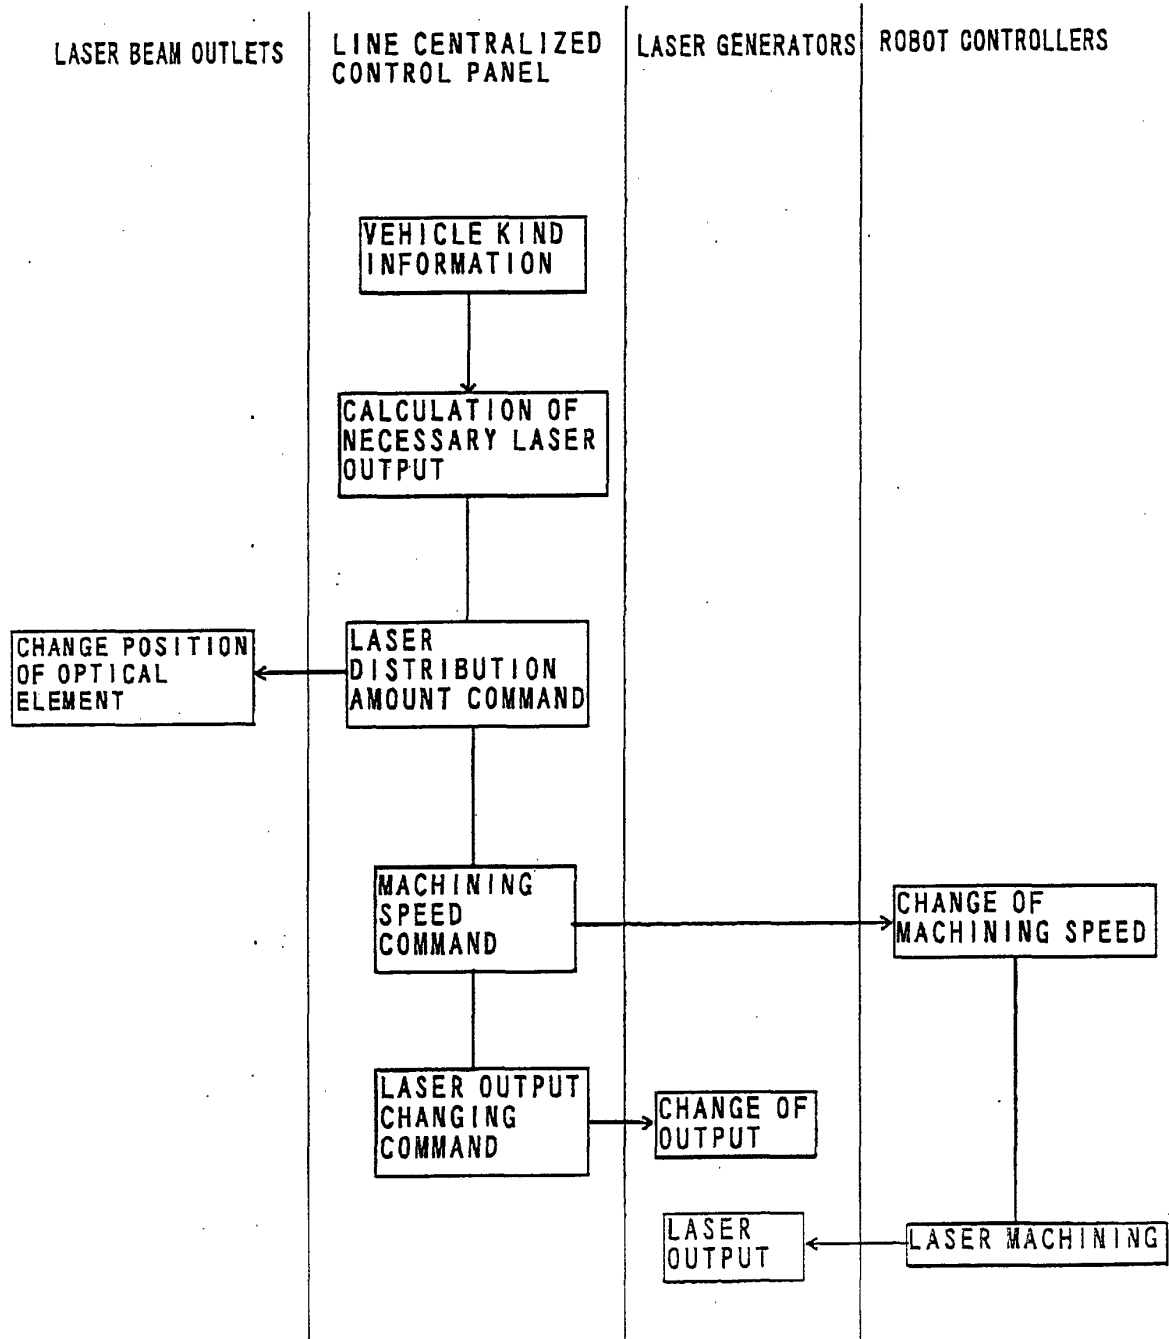 LASER BEAM OUTLETS
LINE CENTRALIZED
CONTROL PANEL
LASER GENERATORS
ROBOT CONTROLLERS
VEHICLE KIND
INFORMATION
CALCULATION OF
NECESSARY LASER
OUTPUT
CHANGE POSITION
OF OPTICAL
ELEMENT
LASER
DISTRIBUTION
AMOUNT COMMAND
MACHINING
SPEED
COMMAND
CHANGE OF
MACHINING SPEED
LASER OUTPUT
CHANGING
COMMAND
CHANGE OF
OUTPUT
LASER
OUTPUT
LASER MACHINING